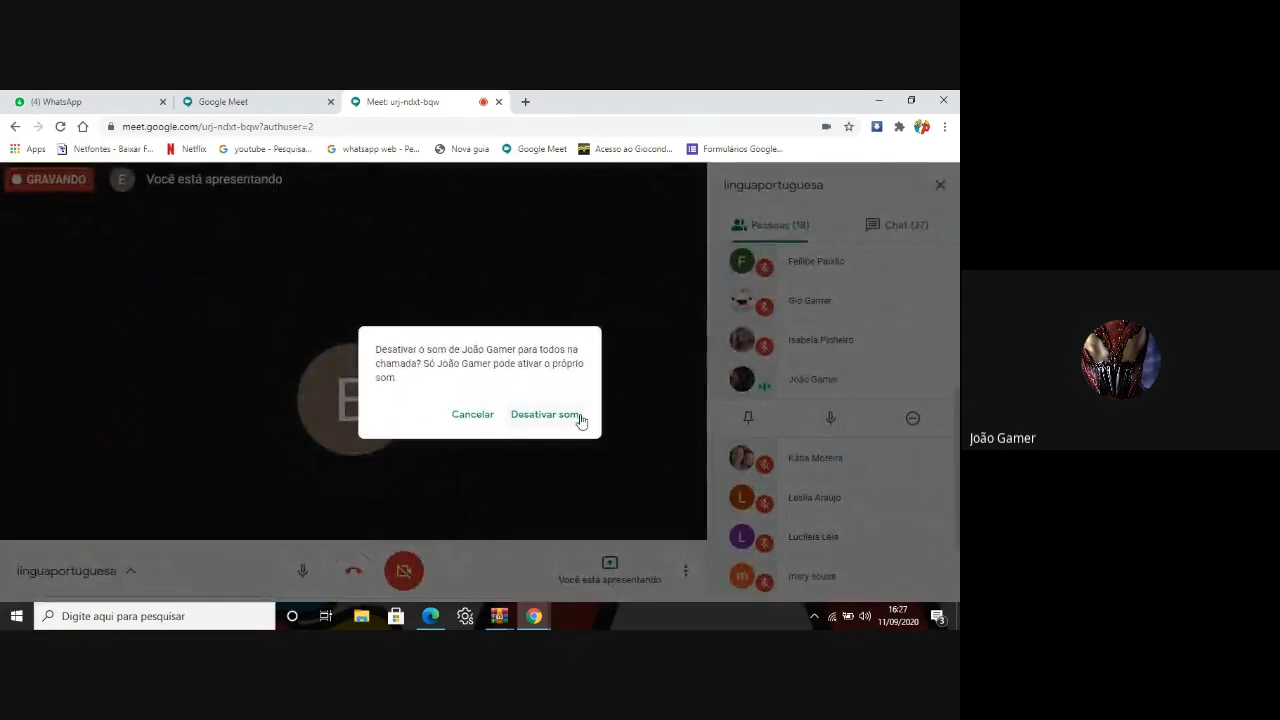 (4) WhatsApp
Google Meet
Meet: urj-ndxt-bqw
meet.google.com/urj-ndxt-bqw?authuser=2
Apps
Netfontes - Baixar F...
Netflix
youtube - Pesquisa...
whatsapp web - Pe...
Nova guia
Google Meet
Acesso ao Giocond...
Formulários Google...
GRAVANDO
E
Você está apresentando
linguaportuguesa
Pessoas (18)
Chat (27)
F
Fellipe Paixão
Gio Gamer
Isabela Pinheiro
João Gamer
Desativar o som de João Gamer para todos na
chamada? Só João Gamer pode ativar o próprio
som.
Cancelar
Desativar som
E
Kátia Moreira
L
Leslia Araújo
L
Lucileis Leia
m
mary sousa
linguaportuguesa
Você está apresentando
Digite aqui para pesquisar
16:27
11/09/2020
3
João Gamer